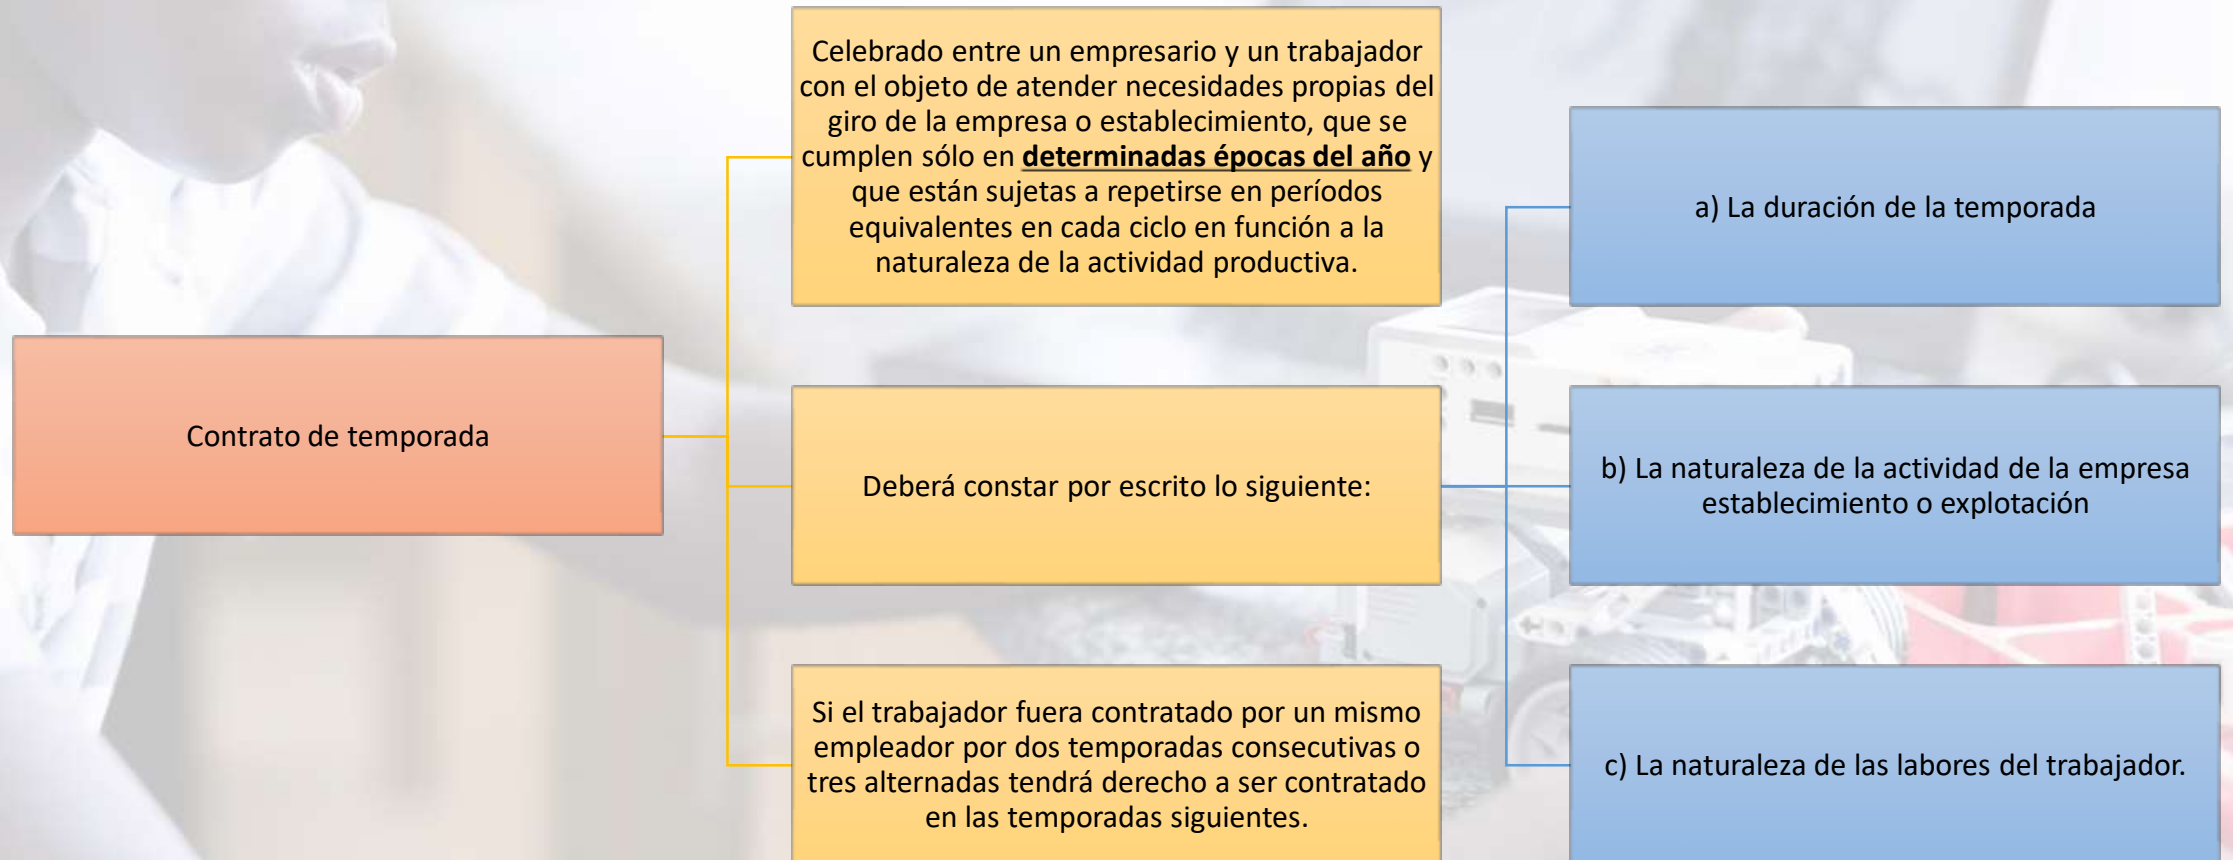 Contrato de temporada
Celebrado entre un empresario y un trabajador
con el objeto de atender necesidades propias del
giro de la empresa o establecimiento, que se
cumplen sólo en determinadas épocas del año y
que están sujetas a repetirse en períodos
equivalentes en cada ciclo en función a la
naturaleza de la actividad productiva.
Deberá constar por escrito lo siguiente:
a) La duración de la temporada
b) La naturaleza de la actividad de la empresa
establecimiento o explotación
c) La naturaleza de las labores del trabajador.
Si el trabajador fuera contratado por un mismo
empleador por dos temporadas consecutivas o
tres alternadas tendrá derecho a ser contratado
en las temporadas siguientes.